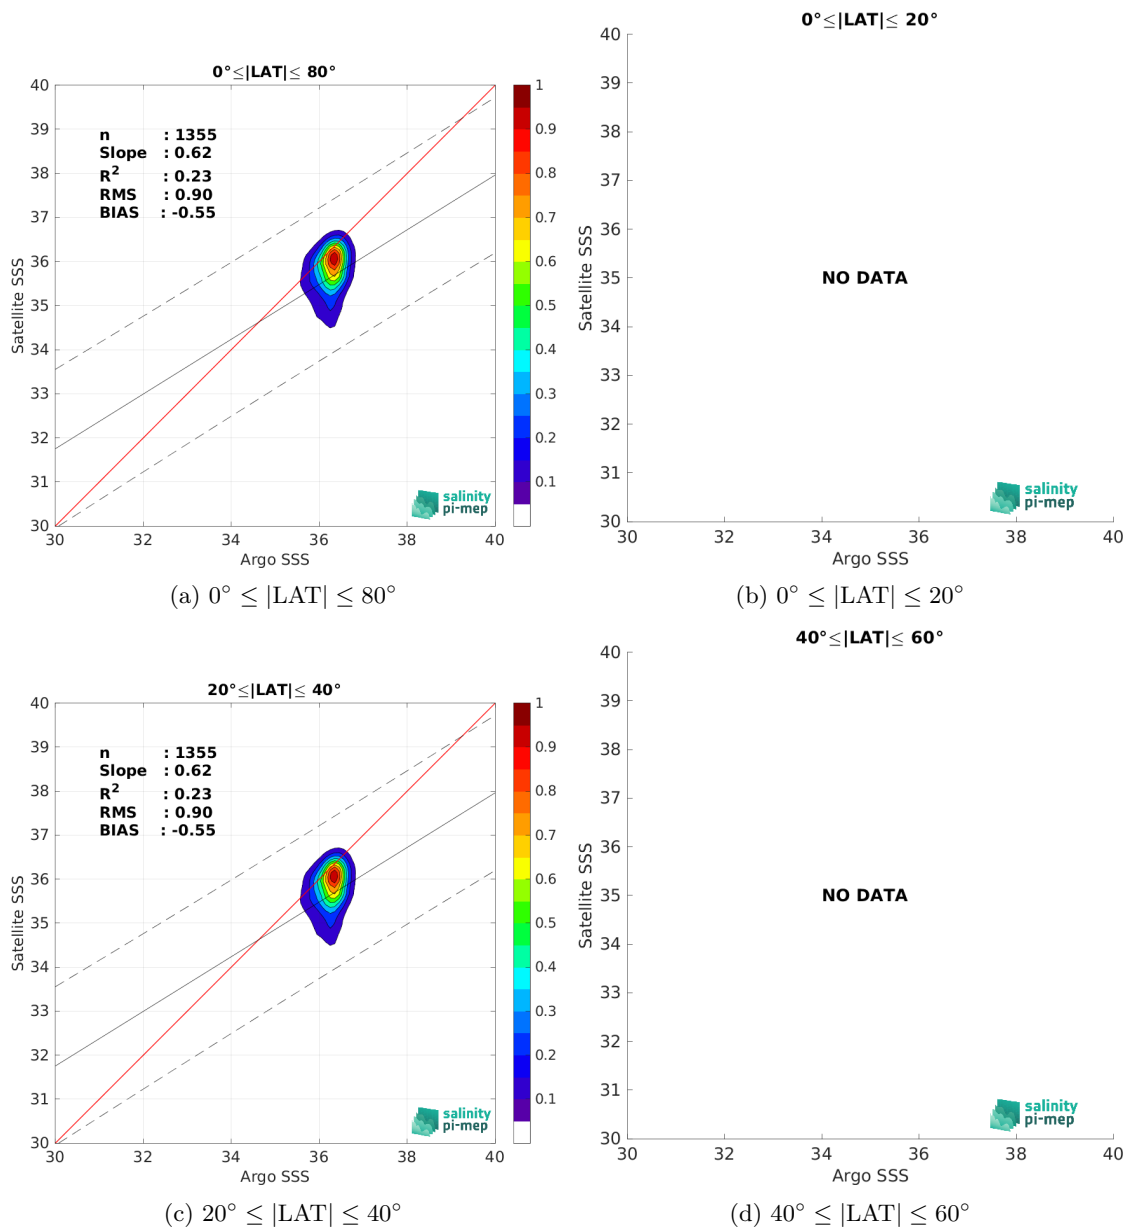 0°≤|LAT|≤ 80°
40
39
38
37
36
35
34
33
32
31
30
30 32 34 36 38 40
Satellite SSS
Argo SSS
n : 1355
Slope : 0.62
R² : 0.23
RMS : 0.90
BIAS : -0.55
1
0.9
0.8
0.7
0.6
0.5
0.4
0.3
0.2
0.1
salinity
pi-mep
(a) 0° ≤ |LAT| ≤ 80°
0°≤|LAT|≤ 20°
40
39
38
37
36
35
34
33
32
31
30
30 32 34 36 38 40
Satellite SSS
Argo SSS
NO DATA
salinity
pi-mep
(b) 0° ≤ |LAT| ≤ 20°
20°≤|LAT|≤ 40°
40
39
38
37
36
35
34
33
32
31
30
30 32 34 36 38 40
Satellite SSS
Argo SSS
n : 1355
Slope : 0.62
R² : 0.23
RMS : 0.90
BIAS : -0.55
1
0.9
0.8
0.7
0.6
0.5
0.4
0.3
0.2
0.1
salinity
pi-mep
(c) 20° ≤ |LAT| ≤ 40°
40°≤|LAT|≤ 60°
40
39
38
37
36
35
34
33
32
31
30
30 32 34 36 38 40
Satellite SSS
Argo SSS
NO DATA
salinity
pi-mep
(d) 40° ≤ |LAT| ≤ 60°